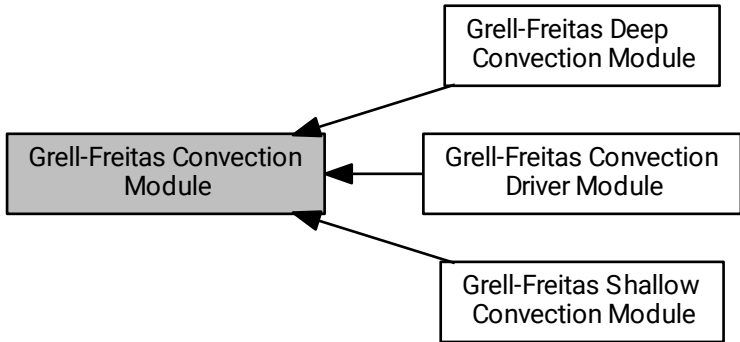 Grell-Freitas Deep
Convection Module
Grell-Freitas Convection
Module
Grell-Freitas Convection
Driver Module
Grell-Freitas Shallow
Convection Module